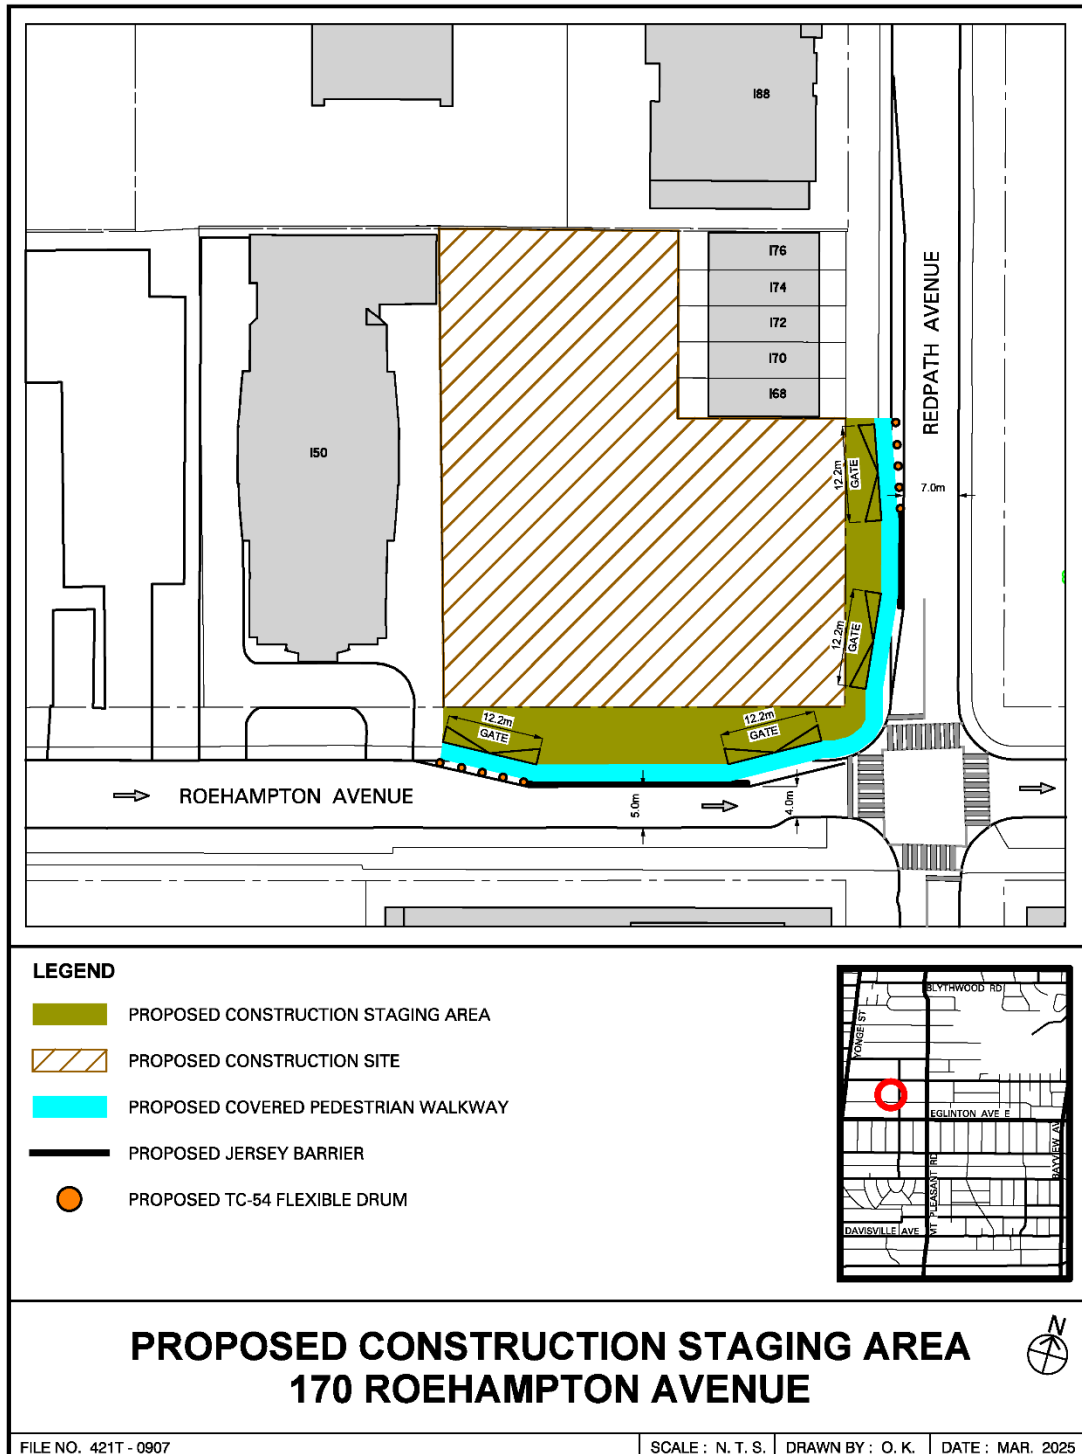 188
176
174
172
170
168
150
REDPATH AVENUE
12.2m
GATE
7.0m
12.2m
GATE
12.2m
GATE
12.2m
GATE
ROEHAMPTON AVENUE
5.0m
4.0m
LEGEND
PROPOSED CONSTRUCTION STAGING AREA
PROPOSED CONSTRUCTION SITE
PROPOSED COVERED PEDESTRIAN WALKWAY
PROPOSED JERSEY BARRIER
PROPOSED TC-54 FLEXIBLE DRUM
BLYTHWOOD RD
YONGE ST
EGLINTON AVE E
BAYVIEW AV
MT PLEASANT RD
DAVISVILLE AVE
PROPOSED CONSTRUCTION STAGING AREA
170 ROEHAMPTON AVENUE
N
FILE NO. 421T - 0907
SCALE : N. T. S.
DRAWN BY : O. K.
DATE : MAR. 2025